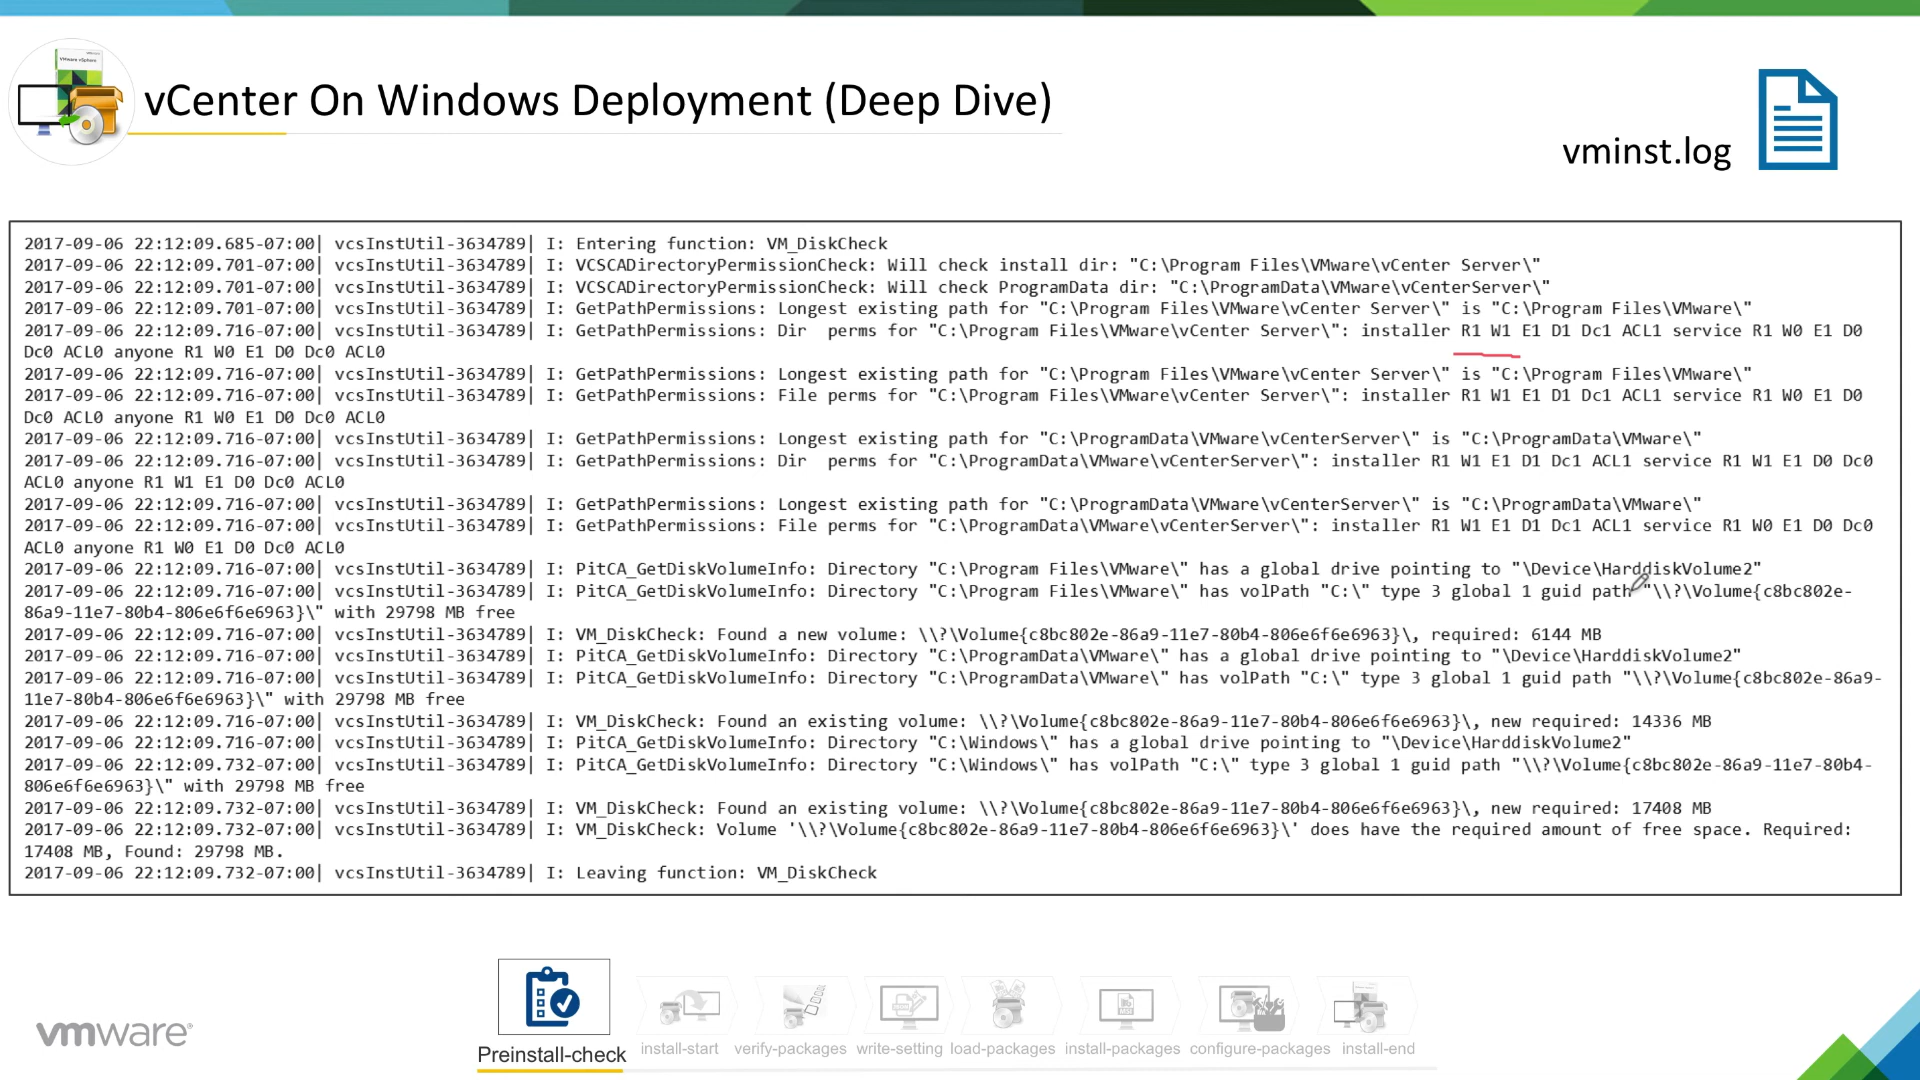 vCenter On Windows Deployment (Deep Dive)
vminst.log
2017-09-06 22:12:09.685-07:00| vcsInstUtil-3634789| I: Entering function: VM_DiskCheck
2017-09-06 22:12:09.701-07:00| vcsInstUtil-3634789| I: VCSCADirectoryPermissionCheck: Will check install dir: "C:\Program Files\VMware\vCenter Server\"
2017-09-06 22:12:09.701-07:00| vcsInstUtil-3634789| I: VCSCADirectoryPermissionCheck: Will check ProgramData dir: "C:\ProgramData\VMware\vCenterServer\"
2017-09-06 22:12:09.701-07:00| vcsInstUtil-3634789| I: GetPathPermissions: Longest existing path for "C:\Program Files\VMware\vCenter Server\" is "C:\Program Files\VMware\"
2017-09-06 22:12:09.716-07:00| vcsInstUtil-3634789| I: GetPathPermissions: Dir  perms for "C:\Program Files\VMware\vCenter Server\": installer R1 W1 E1 D1 Dc1 ACL1 service R1 W0 E1 D0
Dc0 ACL0 anyone R1 W0 E1 D0 Dc0 ACL0
2017-09-06 22:12:09.716-07:00| vcsInstUtil-3634789| I: GetPathPermissions: Longest existing path for "C:\Program Files\VMware\vCenter Server\" is "C:\Program Files\VMware\"
2017-09-06 22:12:09.716-07:00| vcsInstUtil-3634789| I: GetPathPermissions: File perms for "C:\Program Files\VMware\vCenter Server\": installer R1 W1 E1 D1 Dc1 ACL1 service R1 W0 E1 D0
Dc0 ACL0 anyone R1 W0 E1 D0 Dc0 ACL0
2017-09-06 22:12:09.716-07:00| vcsInstUtil-3634789| I: GetPathPermissions: Longest existing path for "C:\ProgramData\VMware\vCenterServer\" is "C:\ProgramData\VMware\"
2017-09-06 22:12:09.716-07:00| vcsInstUtil-3634789| I: GetPathPermissions: Dir  perms for "C:\ProgramData\VMware\vCenterServer\": installer R1 W1 E1 D1 Dc1 ACL1 service R1 W1 E1 D0 Dc0
ACL0 anyone R1 W1 E1 D0 Dc0 ACL0
2017-09-06 22:12:09.716-07:00| vcsInstUtil-3634789| I: GetPathPermissions: Longest existing path for "C:\ProgramData\VMware\vCenterServer\" is "C:\ProgramData\VMware\"
2017-09-06 22:12:09.716-07:00| vcsInstUtil-3634789| I: GetPathPermissions: File perms for "C:\ProgramData\VMware\vCenterServer\": installer R1 W1 E1 D1 Dc1 ACL1 service R1 W0 E1 D0 Dc0
ACL0 anyone R1 W0 E1 D0 Dc0 ACL0
2017-09-06 22:12:09.716-07:00| vcsInstUtil-3634789| I: PitCA_GetDiskVolumeInfo: Directory "C:\Program Files\VMware\" has a global drive pointing to "\Device\HarddiskVolume2"
2017-09-06 22:12:09.716-07:00| vcsInstUtil-3634789| I: PitCA_GetDiskVolumeInfo: Directory "C:\Program Files\VMware\" has volPath "C:\" type 3 global 1 guid path "\\?\Volume{c8bc802e-
86a9-11e7-80b4-806e6f6e6963}\" with 29798 MB free
2017-09-06 22:12:09.716-07:00| vcsInstUtil-3634789| I: VM_DiskCheck: Found a new volume: \\?\Volume{c8bc802e-86a9-11e7-80b4-806e6f6e6963}\, required: 6144 MB
2017-09-06 22:12:09.716-07:00| vcsInstUtil-3634789| I: PitCA_GetDiskVolumeInfo: Directory "C:\ProgramData\VMware\" has a global drive pointing to "\Device\HarddiskVolume2"
2017-09-06 22:12:09.716-07:00| vcsInstUtil-3634789| I: PitCA_GetDiskVolumeInfo: Directory "C:\ProgramData\VMware\" has volPath "C:\" type 3 global 1 guid path "\\?\Volume{c8bc802e-86a9-
11e7-80b4-806e6f6e6963}\" with 29798 MB free
2017-09-06 22:12:09.716-07:00| vcsInstUtil-3634789| I: VM_DiskCheck: Found an existing volume: \\?\Volume{c8bc802e-86a9-11e7-80b4-806e6f6e6963}\, new required: 14336 MB
2017-09-06 22:12:09.716-07:00| vcsInstUtil-3634789| I: PitCA_GetDiskVolumeInfo: Directory "C:\Windows\" has a global drive pointing to "\Device\HarddiskVolume2"
2017-09-06 22:12:09.732-07:00| vcsInstUtil-3634789| I: PitCA_GetDiskVolumeInfo: Directory "C:\Windows\" has volPath "C:\" type 3 global 1 guid path "\\?\Volume{c8bc802e-86a9-11e7-80b4-
806e6f6e6963}\" with 29798 MB free
2017-09-06 22:12:09.732-07:00| vcsInstUtil-3634789| I: VM_DiskCheck: Found an existing volume: \\?\Volume{c8bc802e-86a9-11e7-80b4-806e6f6e6963}\, new required: 17408 MB
2017-09-06 22:12:09.732-07:00| vcsInstUtil-3634789| I: VM_DiskCheck: Volume '\\?\Volume{c8bc802e-86a9-11e7-80b4-806e6f6e6963}\' does have the required amount of free space. Required:
17408 MB, Found: 29798 MB.
2017-09-06 22:12:09.732-07:00| vcsInstUtil-3634789| I: Leaving function: VM_DiskCheck
vmware®
Preinstall-check install-start verify-packages write-setting load-packages install-packages configure-packages install-end